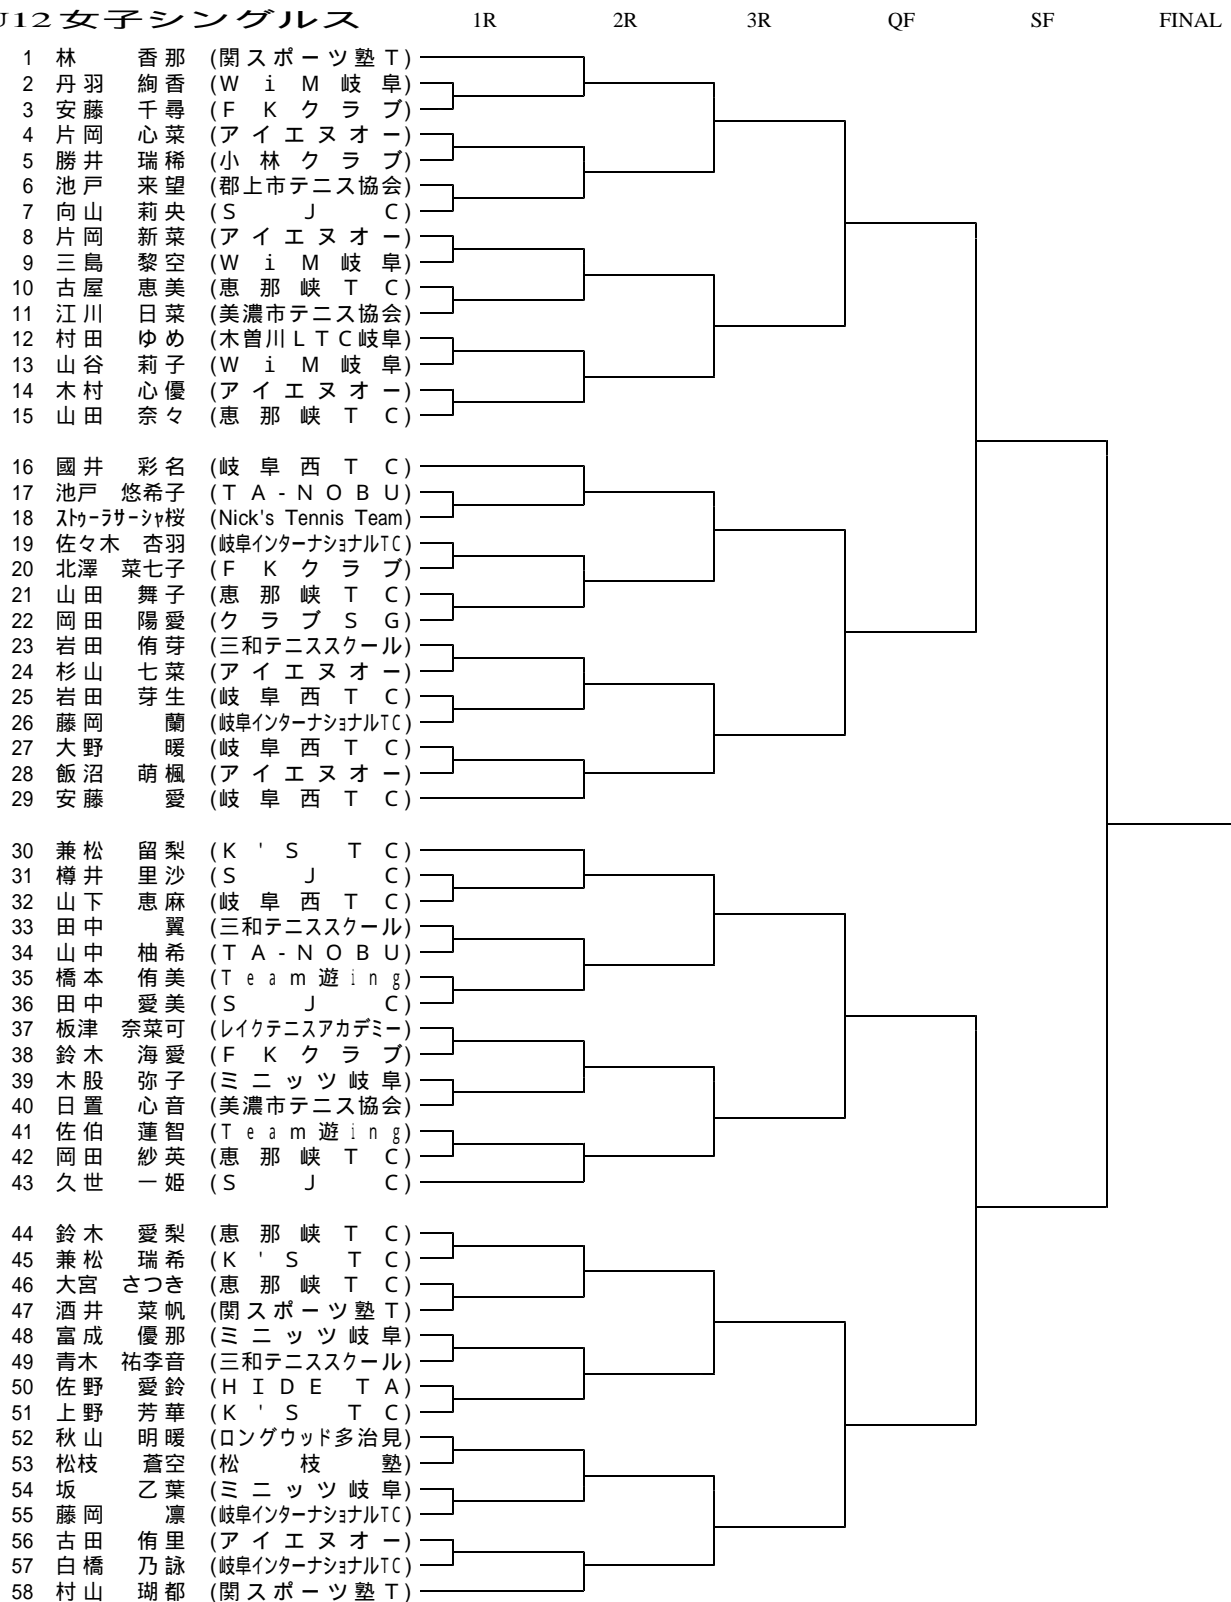 U12女子シングルス 1R 2R 3R QF SF FINAL
1 林 香那 (関スポーツ塾T)
2 丹羽 絢香 (WiM岐阜)
3 安藤 千尋 (FKクラブ)
4 片岡 心菜 (アイエヌオー)
5 勝井 瑞稀 (小林クラブ)
6 池戸 来望 (郡上市テニス協会)
7 向山 莉央 (SJC)
8 片岡 新菜 (アイエヌオー)
9 三島 黎空 (WiM岐阜)
10 古屋 恵美 (恵那峡TC)
11 江川 日菜 (美濃市テニス協会)
12 村田 ゆめ (木曽川LTC岐阜)
13 山谷 莉子 (WiM岐阜)
14 木村 心優 (アイエヌオー)
15 山田 奈々 (恵那峡TC)
16 國井 彩名 (岐阜西TC)
17 池戸 悠希子 (TA-NOBU)
18 ストゥーラサーシャ桜 (Nick's Tennis Team)
19 佐々木 杏羽 (岐阜インターナショナルTC)
20 北澤 菜七子 (FKクラブ)
21 山田 舞子 (恵那峡TC)
22 岡田 陽愛 (クラブSG)
23 岩田 侑芽 (三和テニススクール)
24 杉山 七菜 (アイエヌオー)
25 岩田 芽生 (岐阜西TC)
26 藤岡 蘭 (岐阜インターナショナルTC)
27 大野 暖 (岐阜西TC)
28 飯沼 萌楓 (アイエヌオー)
29 安藤 愛 (岐阜西TC)
30 兼松 留梨 (K'S TC)
31 樽井 里沙 (SJC)
32 山下 恵麻 (岐阜西TC)
33 田中 翼 (三和テニススクール)
34 山中 柚希 (TA-NOBU)
35 橋本 侑美 (Team遊ing)
36 田中 愛美 (SJC)
37 板津 奈菜可 (レイクテニスアカデミー)
38 鈴木 海愛 (FKクラブ)
39 木股 弥子 (ミニッツ岐阜)
40 日置 心音 (美濃市テニス協会)
41 佐伯 蓮智 (Team遊ing)
42 岡田 紗英 (恵那峡TC)
43 久世 一姫 (SJC)
44 鈴木 愛梨 (恵那峡TC)
45 兼松 瑞希 (K'S TC)
46 大宮 さつき (恵那峡TC)
47 酒井 菜帆 (関スポーツ塾T)
48 富成 優那 (ミニッツ岐阜)
49 青木 祐李音 (三和テニススクール)
50 佐野 愛鈴 (HIDE TA)
51 上野 芳華 (K'S TC)
52 秋山 明暖 (ロングウッド多治見)
53 松枝 蒼空 (松枝塾)
54 坂 乙葉 (ミニッツ岐阜)
55 藤岡 凛 (岐阜インターナショナルTC)
56 古田 侑里 (アイエヌオー)
57 白橋 乃詠 (岐阜インターナショナルTC)
58 村山 瑚都 (関スポーツ塾T)